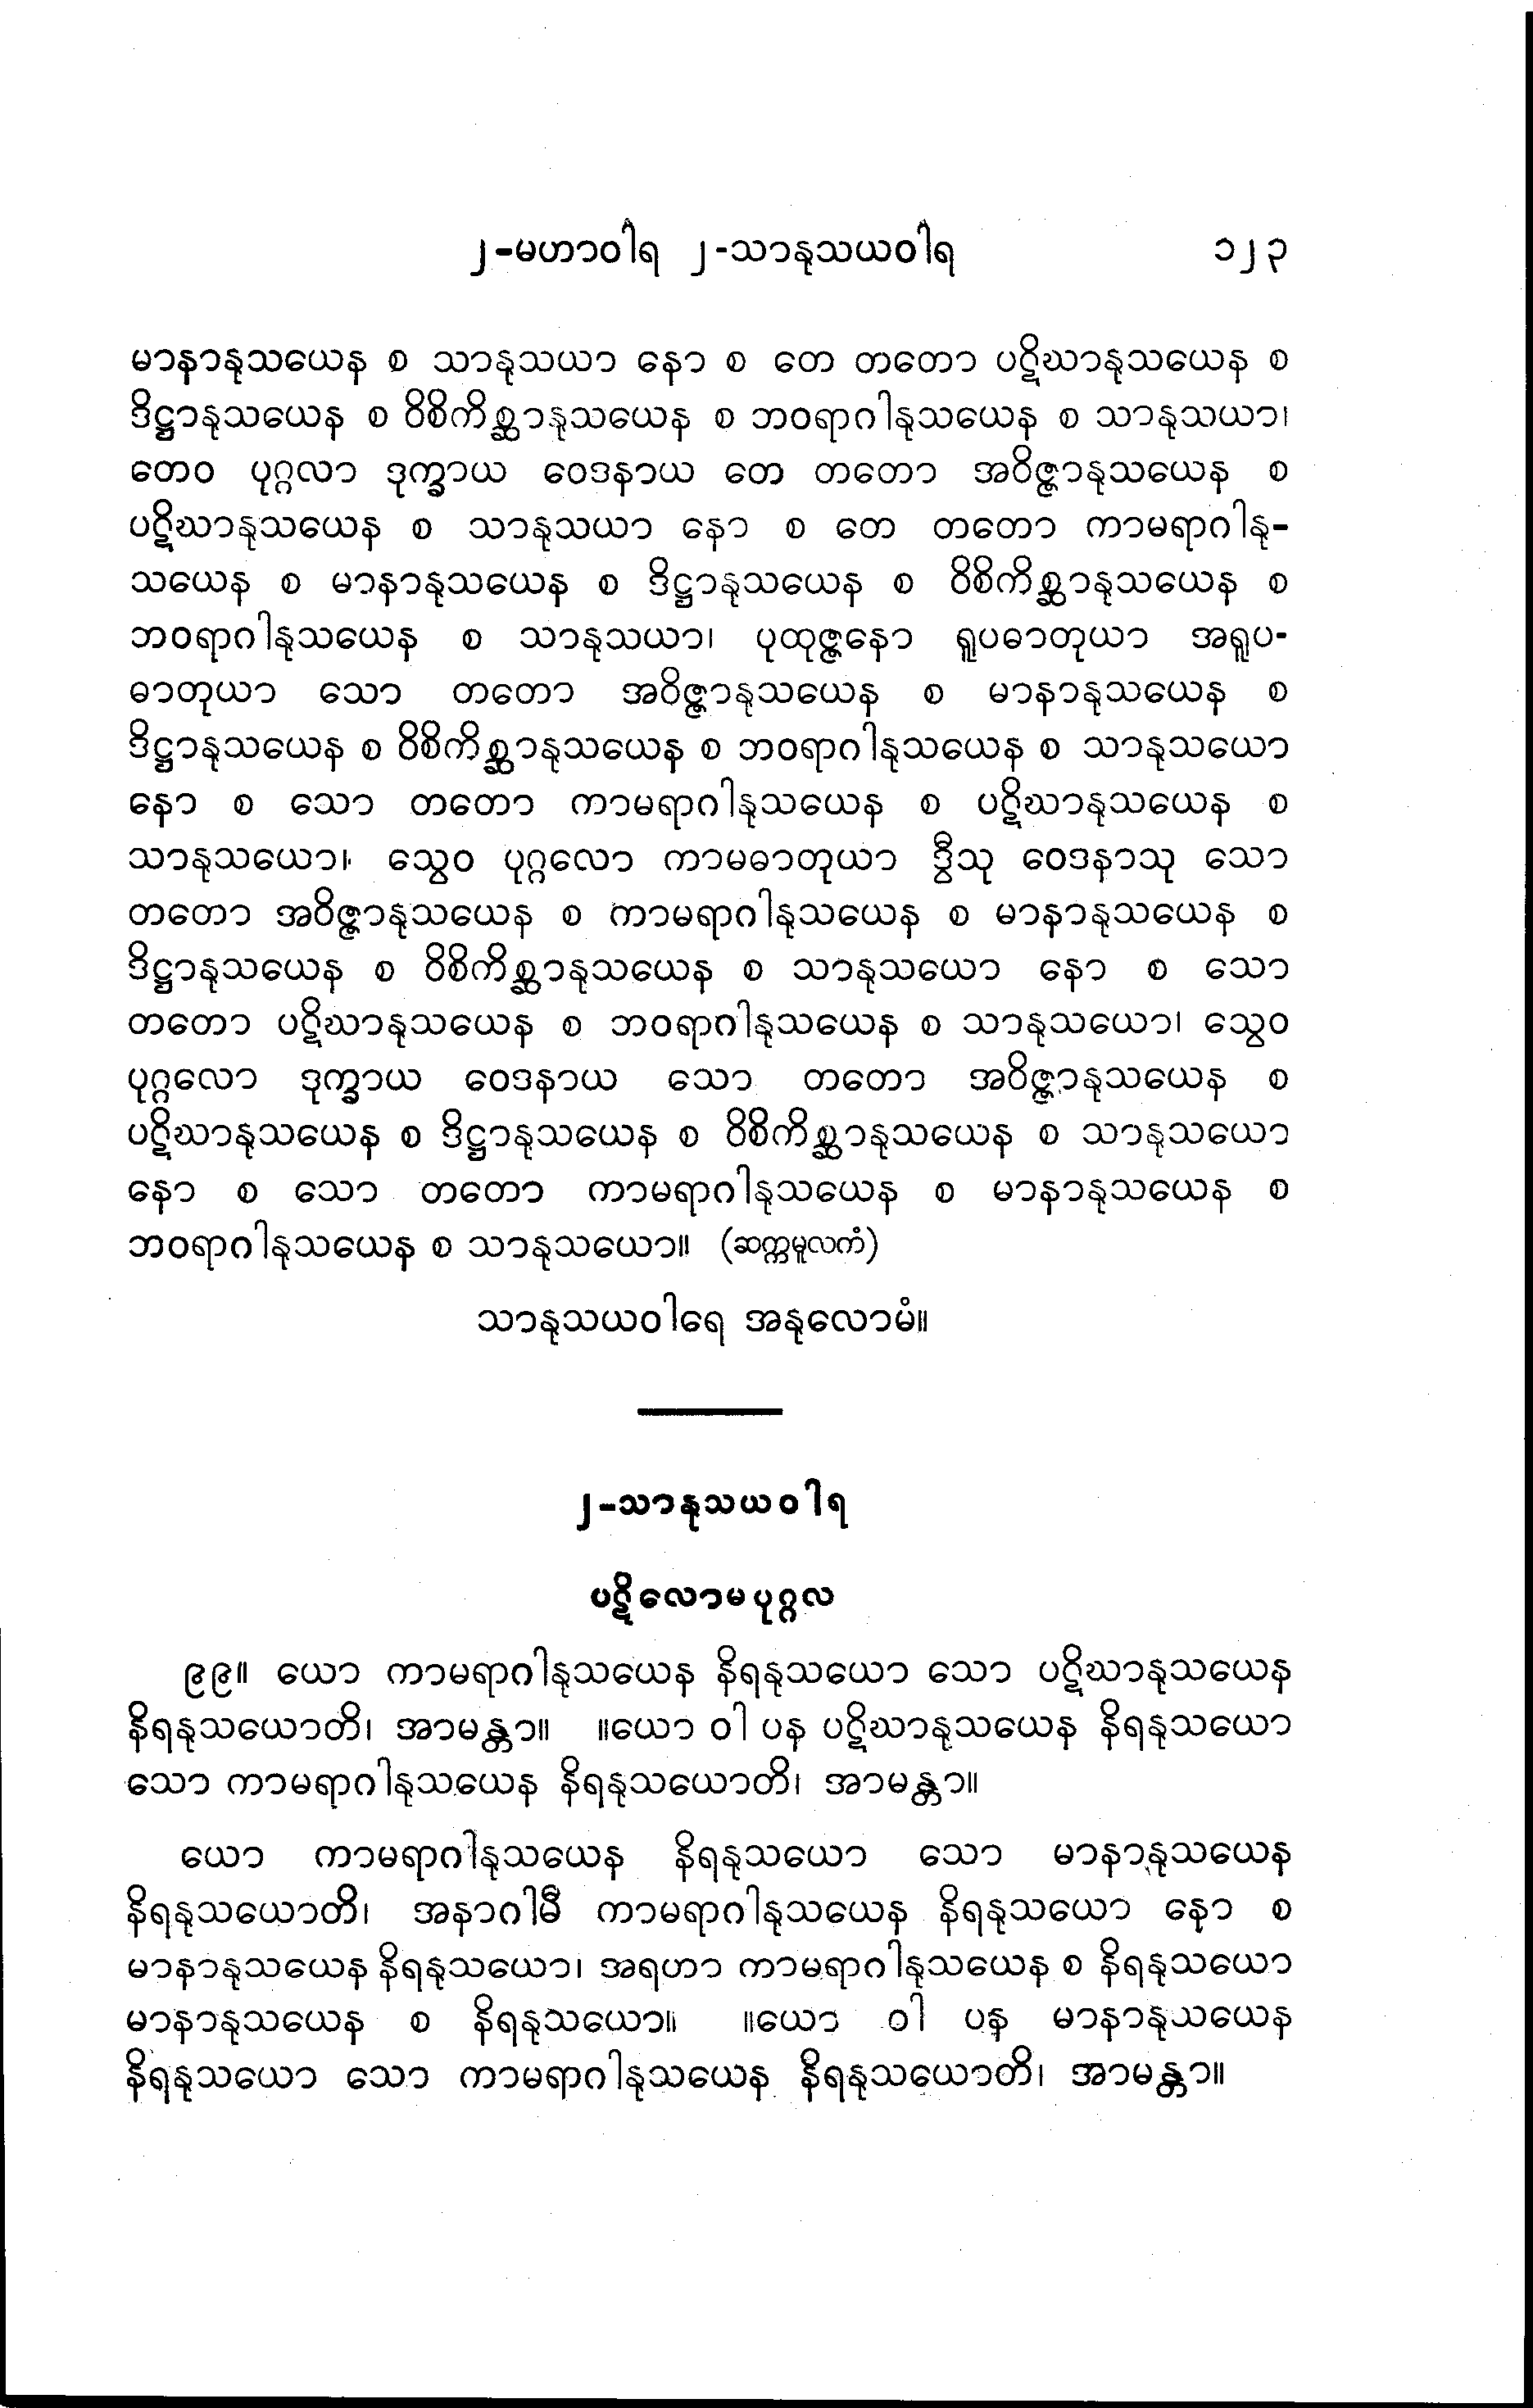 ၂-မဟာဝါရ ၂-သာနုသယဝါရ ၁၂၃
မာနာနုသယေန စ သာနုသယာ နော စ တေ တတော ပဋိဃာနုသယေန စ
ဒိဋ္ဌာနုသယေန စ ဝိစိကိစ္ဆာနုသယေန စ ဘဝရာဂါနုသယေန စ သာနုသယာ၊
တေဝ ပုဂ္ဂလာ ဒုက္ခာယ ဝေဒနာယ တေ တတော အဝိဇ္ဇာနုသယေန စ
ပဋိဃာနုသယေန စ သာနုသယာ နော စ တေ တတော ကာမရာဂါနု-
သယေန စ မာနာနုသယေန စ ဒိဋ္ဌာနုသယေန စ ဝိစိကိစ္ဆာနုသယေန စ
ဘဝရာဂါနုသယေန စ သာနုသယာ၊ ပုထုဇ္ဇနော ရူပဓာတုယာ အရူပ-
ဓာတုယာ သော တတော အဝိဇ္ဇာနုသယေန စ မာနာနုသယေန စ
ဒိဋ္ဌာနုသယေန စ ဝိစိကိစ္ဆာနုသယေန စ ဘဝရာဂါနုသယေန စ သာနုသယော
နော စ သော တတော ကာမရာဂါနုသယေန စ ပဋိဃာနုသယေန စ
သာနုသယော၊ သွေဝ ပုဂ္ဂလော ကာမဓာတုယာ ဒွီသု ဝေဒနာသု သော
တတော အဝိဇ္ဇာနုသယေန စ ကာမရာဂါနုသယေန စ မာနာနုသယေန စ
ဒိဋ္ဌာနုသယေန စ ဝိစိကိစ္ဆာနုသယေန စ သာနုသယော နော စ သော
တတော ပဋိဃာနုသယေန စ ဘဝရာဂါနုသယေန စ သာနုသယော၊ သွေဝ
ပုဂ္ဂလော ဒုက္ခာယ ဝေဒနာယ သော တတော အဝိဇ္ဇာနုသယေန စ
ပဋိဃာနုသယေန စ ဒိဋ္ဌာနုသယေန စ ဝိစိကိစ္ဆာနုသယေန စ သာနုသယော
နော စ သော တတော ကာမရာဂါနုသယေန စ မာနာနုသယေန စ
ဘဝရာဂါနုသယေန စ သာနုသယော။ (ဆက္ကမူလကံ)
သာနုသယဝါရေ အနုလောမံ။
၂-သာနုသယဝါရ
ပဋိလောမပုဂ္ဂလ
၉၉။ ယော ကာမရာဂါနုသယေန နိရနုသယော သော ပဋိဃာနုသယေန
နိရနုသယောတိ၊ အာမန္တာ။ ။ယော ဝါ ပန ပဋိဃာနုသယေန နိရနုသယော
သော ကာမရာဂါနုသယေန နိရနုသယောတိ၊ အာမန္တာ။
ယော ကာမရာဂါနုသယေန နိရနုသယော သော မာနာနုသယေန
နိရနုသယောတိ၊ အနာဂါမီ ကာမရာဂါနုသယေန နိရနုသယော နော စ
မာနာနုသယေန နိရနုသယော၊ အရဟာ ကာမရာဂါနုသယေန စ နိရနုသယော
မာနာနုသယေန စ နိရနုသယော။ ။ယော ဝါ ပန မာနာနုသယေန
နိရနုသယော သော ကာမရာဂါနုသယေန နိရနုသယောတိ၊ အာမန္တာ။